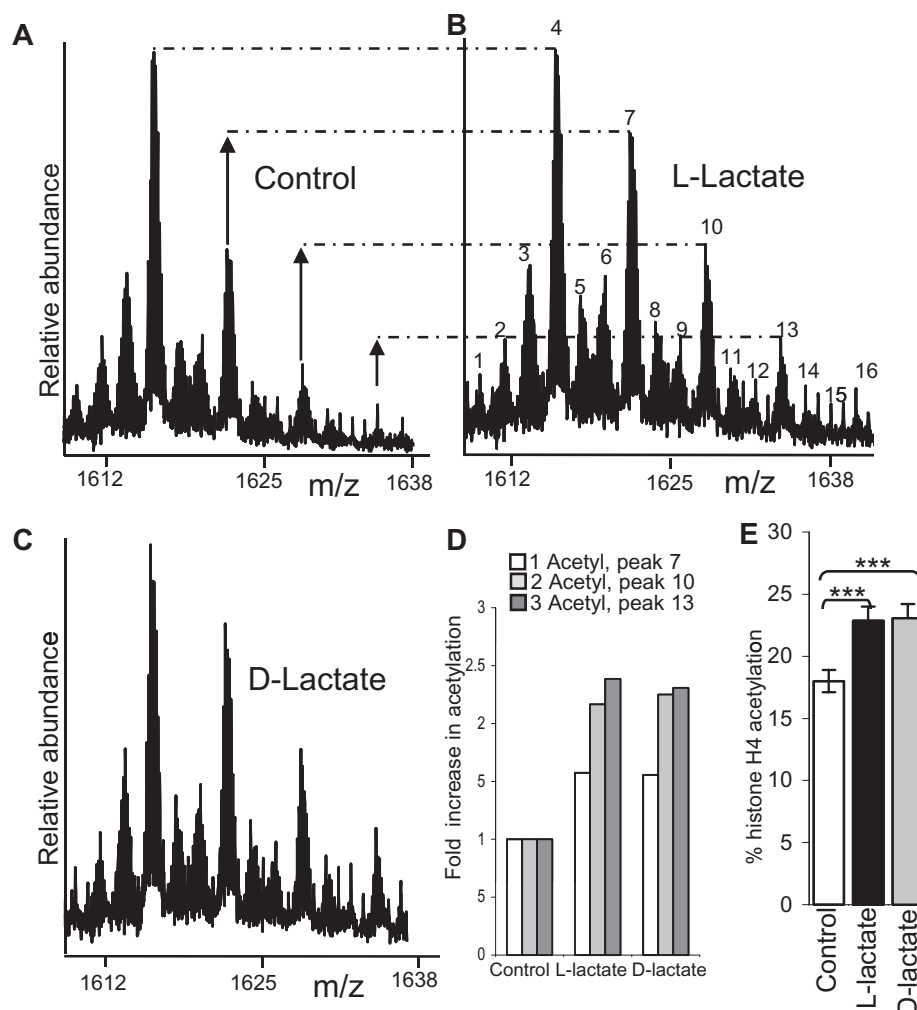 A
B
4
7
Control
L-Lactate
10
3
6
5
8
2
9
13
1
11
12
14
15
16
Relative abundance
1612
1625
m/z
1638
1612
1625
m/z
1638
C
D-Lactate
Relative abundance
1612
1625
m/z
1638
D
1 Acetyl, peak 7
2 Acetyl, peak 10
3 Acetyl, peak 13
Fold increase in acetylation
3
2.5
2
5
1
5
0
Control L-lactate D-lactate
E
% histone H4 acetylation
30
25
20
15
10
5
0
***
***
Control
L-lactate
D-lactate